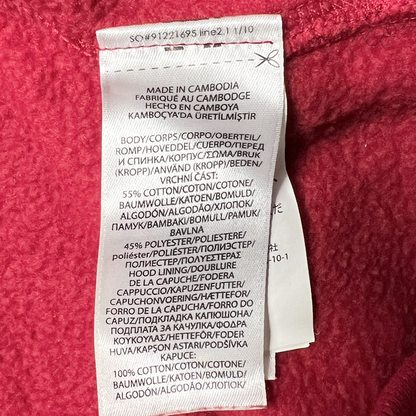 SO#91221695 line2.1 1/10
MADE IN CAMBODIA
FABRIQUÉ AU CAMBODGE
HECHO EN CAMBOYA
KAMBOÇYA'DA ÜRETİLMİŞTİR
BODY/CORPS/CORPO/OBERTEIL/
ROMP/HOVEDDEL/CUERPO/ПЕРЕД
И СПИНКА/КОРПУС/ΣΩΜΑ/BRUK
(KROPP)/ANVÄND (KROPP)/BEDEN/
VRCHNÍ ČÁST:
55% COTTON/COTON/COTONE/
BAUMWOLLE/KATOEN/BOMULD/
ALGODÓN/ALGODÃO/ХЛОПОК/
ПАМУК/ΒΑΜΒΑΚΙ/BOMULL/PAMUK/
BAVLNA
45% POLYESTER/POLIESTERE/
poliéster/POLIÉSTER/ПОЛИЭСТЕР/
ПОЛИЕСТЕР/ΠΟΛΥΕΣΤΕΡΑΣ
HOOD LINING/DOUBLURE
DE LA CAPUCHE/FODERA
CAPPUCCIO/KAPUZENFUTTER/
CAPUCHONVOERING/HÆTTEFOR/
FORRO DE LA CAPUCHA/FORRO DO
CAPUZ/ПОДКЛАДКА КАПЮШОНА/
ПОДПЛАТА ЗА КАЧУЛКА/ΦΟΔΡΑ
ΚΟΥΚΟΥΛΑΣ/HETTEFÔR/FODER
HUVA/KAPŞON ASTARI/PODŠÍVKA
KAPUCE:
100% COTTON/COTON/COTONE/
BAUMWOLLE/KATOEN/BOMULD/
ALGODÓN/ALGODÃO/ХЛОПОК/
-10-1